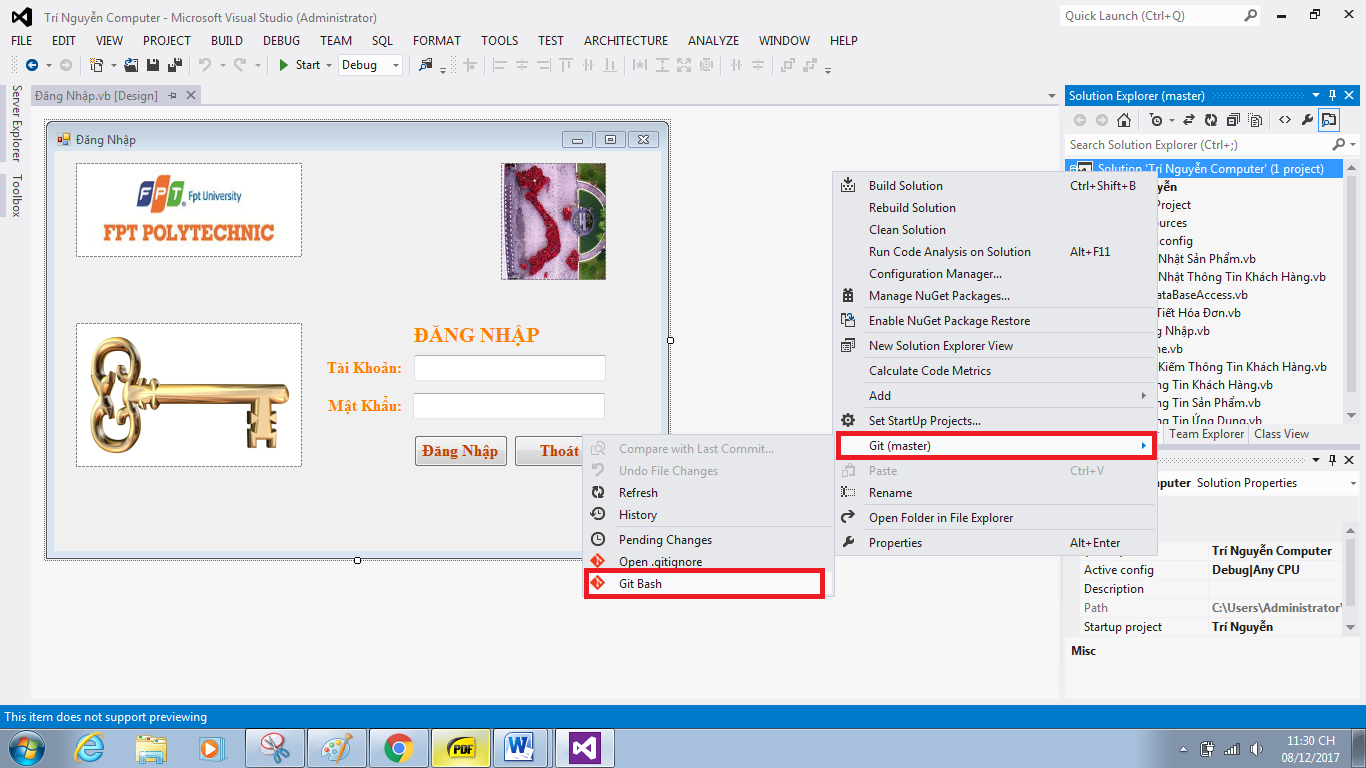 Trí Nguyễn Computer - Microsoft Visual Studio (Administrator)
Quick Launch (Ctrl+Q)
FILE EDIT VIEW PROJECT BUILD DEBUG TEAM SQL FORMAT TOOLS TEST ARCHITECTURE ANALYZE WINDOW HELP
Start Debug
Server Explorer
Toolbox
Đăng Nhập.vb [Design]
Đăng Nhập
FPT Fpt University
FPT POLYTECHNIC
ĐĂNG NHẬP
Tài Khoản:
Mật Khẩu:
Đăng Nhập Thoát
Compare with Last Commit...
Undo File Changes
Refresh
History
Pending Changes
Open .gitignore
Git Bash
Build Solution Ctrl+Shift+B
Rebuild Solution
Clean Solution
Run Code Analysis on Solution Alt+F11
Configuration Manager...
Manage NuGet Packages...
Enable NuGet Package Restore
New Solution Explorer View
Calculate Code Metrics
Add
Set StartUp Projects...
Git (master)
Paste Ctrl+V
Rename
Open Folder in File Explorer
Properties Alt+Enter
Solution Explorer (master)
Search Solution Explorer (Ctrl+;)
Solution 'Trí Nguyễn Computer' (1 project)
yễn
Project
ources
config
Nhật Sản Phẩm.vb
Nhật Thông Tin Khách Hàng.vb
ataBaseAccess.vb
Tiết Hóa Đơn.vb
g Nhập.vb
ne.vb
Kiếm Thông Tin Khách Hàng.vb
ng Tin Khách Hàng.vb
ng Tin Sản Phẩm.vb
ng Tin Ứng Dụng.vb
Team Explorer Class View
mputer Solution Properties
Trí Nguyễn Computer
Active config Debug|Any CPU
Description
Path C:\Users\Administrator\
Startup project Trí Nguyễn
Misc
This item does not support previewing
PDF
11:30 CH
08/12/2017